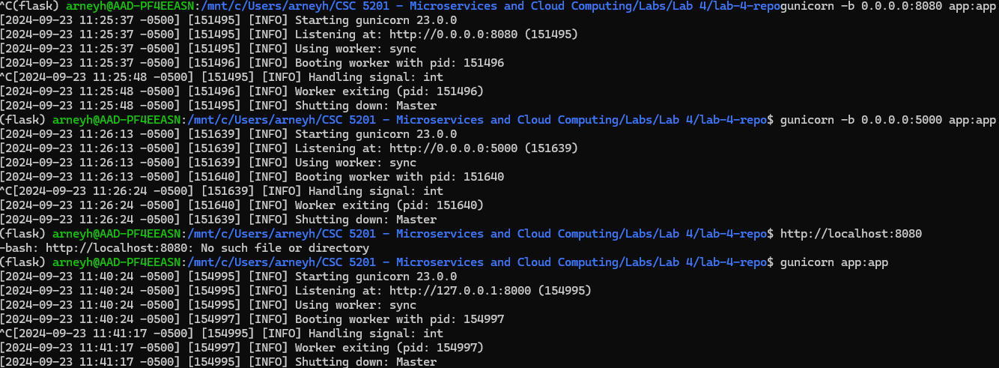 ^C(flask) arneyh@AAD-PF4EEASN:/mnt/c/Users/arneyh/CSC 5201 - Microservices and Cloud Computing/Labs/Lab 4/lab-4-repogunicorn -b 0.0.0.0:8080 app:app
[2024-09-23 11:25:37 -0500] [151495] [INFO] Starting gunicorn 23.0.0
[2024-09-23 11:25:37 -0500] [151495] [INFO] Listening at: http://0.0.0.0:8080 (151495)
[2024-09-23 11:25:37 -0500] [151495] [INFO] Using worker: sync
[2024-09-23 11:25:37 -0500] [151496] [INFO] Booting worker with pid: 151496
^C[2024-09-23 11:25:48 -0500] [151495] [INFO] Handling signal: int
[2024-09-23 11:25:48 -0500] [151496] [INFO] Worker exiting (pid: 151496)
[2024-09-23 11:25:48 -0500] [151495] [INFO] Shutting down: Master
(flask) arneyh@AAD-PF4EEASN:/mnt/c/Users/arneyh/CSC 5201 - Microservices and Cloud Computing/Labs/Lab 4/lab-4-repo$ gunicorn -b 0.0.0.0:5000 app:app
[2024-09-23 11:26:13 -0500] [151639] [INFO] Starting gunicorn 23.0.0
[2024-09-23 11:26:13 -0500] [151639] [INFO] Listening at: http://0.0.0.0:5000 (151639)
[2024-09-23 11:26:13 -0500] [151639] [INFO] Using worker: sync
[2024-09-23 11:26:13 -0500] [151640] [INFO] Booting worker with pid: 151640
^C[2024-09-23 11:26:24 -0500] [151639] [INFO] Handling signal: int
[2024-09-23 11:26:24 -0500] [151640] [INFO] Worker exiting (pid: 151640)
[2024-09-23 11:26:24 -0500] [151639] [INFO] Shutting down: Master
(flask) arneyh@AAD-PF4EEASN:/mnt/c/Users/arneyh/CSC 5201 - Microservices and Cloud Computing/Labs/Lab 4/lab-4-repo$ http://localhost:8080
-bash: http://localhost:8080: No such file or directory
(flask) arneyh@AAD-PF4EEASN:/mnt/c/Users/arneyh/CSC 5201 - Microservices and Cloud Computing/Labs/Lab 4/lab-4-repo$ gunicorn app:app
[2024-09-23 11:40:24 -0500] [154995] [INFO] Starting gunicorn 23.0.0
[2024-09-23 11:40:24 -0500] [154995] [INFO] Listening at: http://127.0.0.1:8000 (154995)
[2024-09-23 11:40:24 -0500] [154995] [INFO] Using worker: sync
[2024-09-23 11:40:24 -0500] [154997] [INFO] Booting worker with pid: 154997
^C[2024-09-23 11:41:17 -0500] [154995] [INFO] Handling signal: int
[2024-09-23 11:41:17 -0500] [154997] [INFO] Worker exiting (pid: 154997)
[2024-09-23 11:41:17 -0500] [154995] [INFO] Shutting down: Master